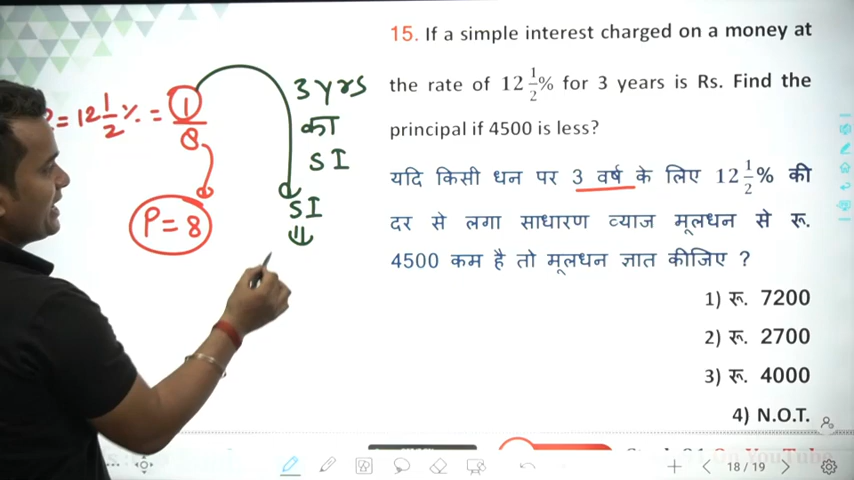 15. If a simple interest charged on a money at
the rate of 12 1/2% for 3 years is Rs. Find the
principal if 4500 is less?
यदि किसी धन पर 3 वर्ष के लिए 12 1/2% की
दर से लगा साधारण व्याज मूलधन से रू.
4500 कम है तो मूलधन ज्ञात कीजिए ?
1) रू. 7200
2) रू. 2700
3) रू. 4000
4) N.O.T.
= 12 1/2 % = 1/8
P = 8
3 yrs
का
SI
SI
18 / 19
On YouTube